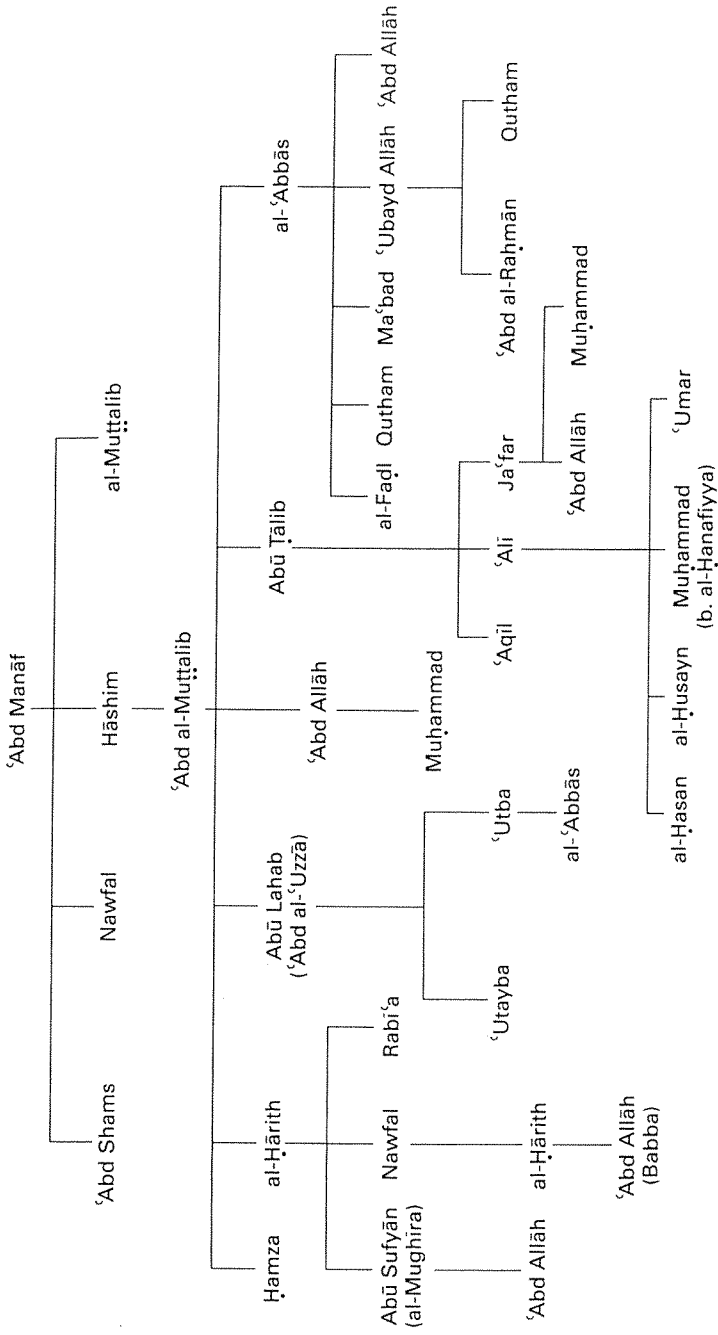 ʿAbd Manāf
ʿAbd Shams
Nawfal
Hāshim
al-Muṭṭalib
ʿAbd al-Muṭṭalib
Ḥamza
al-Ḥārith
Abū Lahab
(ʿAbd al-ʿUzzā)
ʿAbd Allāh
Abū Ṭālib
al-ʿAbbās
Abū Sufyān
(al-Mughīra)
Nawfal
Rabīʿa
Muḥammad
al-Faḍl
Qutham
Maʿbad
ʿUbayd Allāh
ʿAbd Allāh
ʿAbd Allāh
al-Ḥārith
ʿUtayba
ʿUtba
ʿAqīl
ʿAlī
Jaʿfar
ʿAbd al-Raḥmān
Qutham
ʿAbd Allāh
(Babba)
al-ʿAbbās
ʿAbd Allāh
Muḥammad
al-Ḥasan
al-Ḥusayn
Muḥammad
(b. al-Ḥanafiyya)
ʿUmar